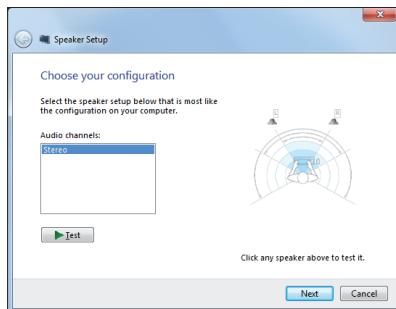 Speaker Setup
Choose your configuration
Select the speaker setup below that is most like
the configuration on your computer.
Audio channels:
Stereo
L
R
Test
Click any speaker above to test it.
Next
Cancel